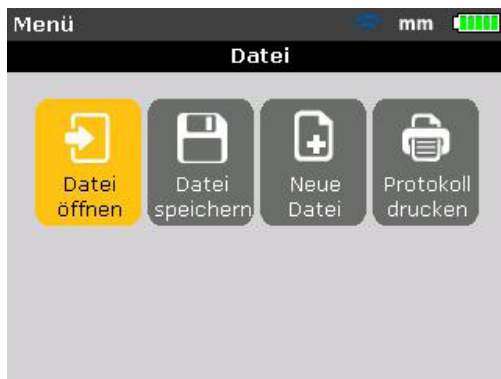 Menü mm
Datei
Datei öffnen
Datei speichern
Neue Datei
Protokoll drucken